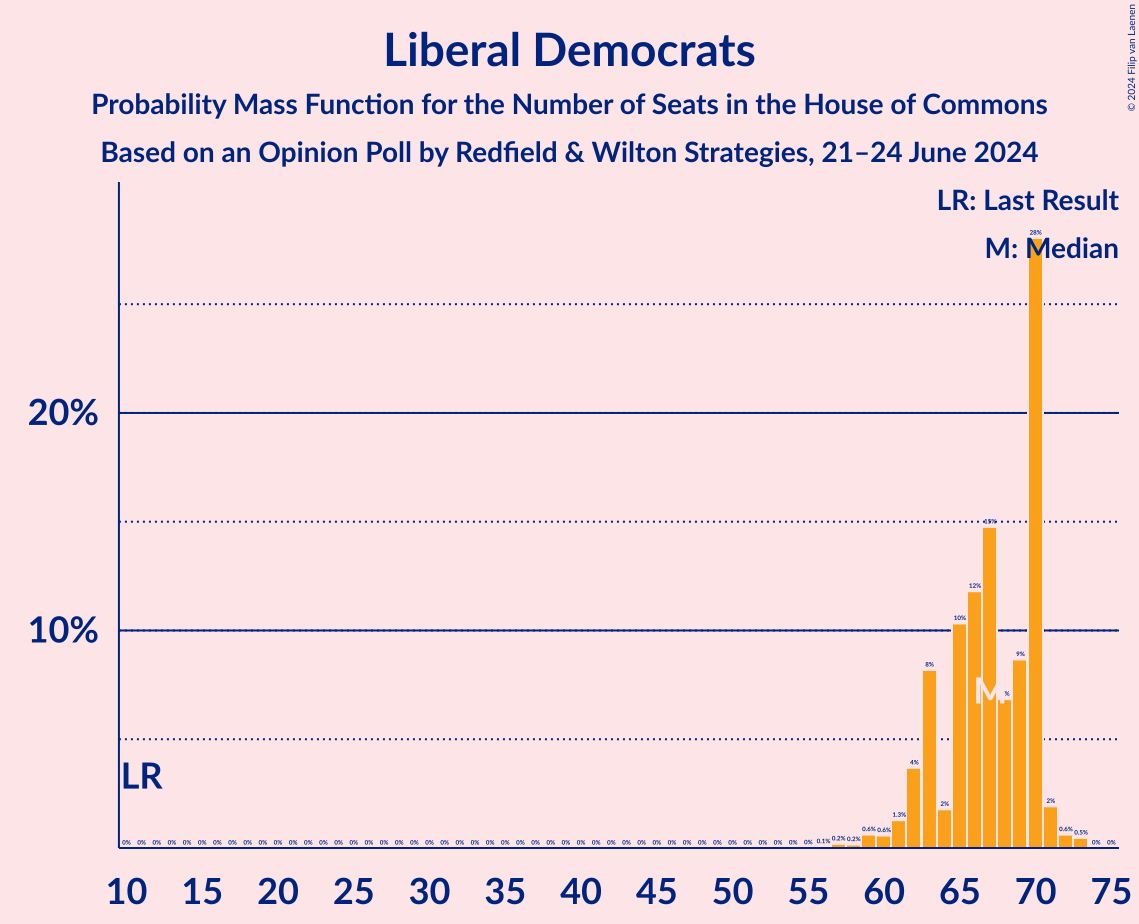 Liberal Democrats
Probability Mass Function for the Number of Seats in the House of Commons
Based on an Opinion Poll by Redfield & Wilton Strategies, 21–24 June 2024
© 2024 Filip van Laenen
LR: Last Result
M: Median
28%
20%
15%
12%
10%
10%
9%
8%
%
M
4%
LR
2%
2%
1.3%
0% 0% 0% 0% 0% 0% 0% 0% 0% 0% 0% 0% 0% 0% 0% 0% 0% 0% 0% 0% 0% 0% 0% 0% 0% 0% 0% 0% 0% 0% 0% 0% 0% 0% 0% 0% 0% 0% 0% 0% 0% 0% 0% 0% 0% 0% 0.1% 0.2% 0.2% 0.6% 0.6% 0.6% 0.5% 0% 0%
10 15 20 25 30 35 40 45 50 55 60 65 70 75